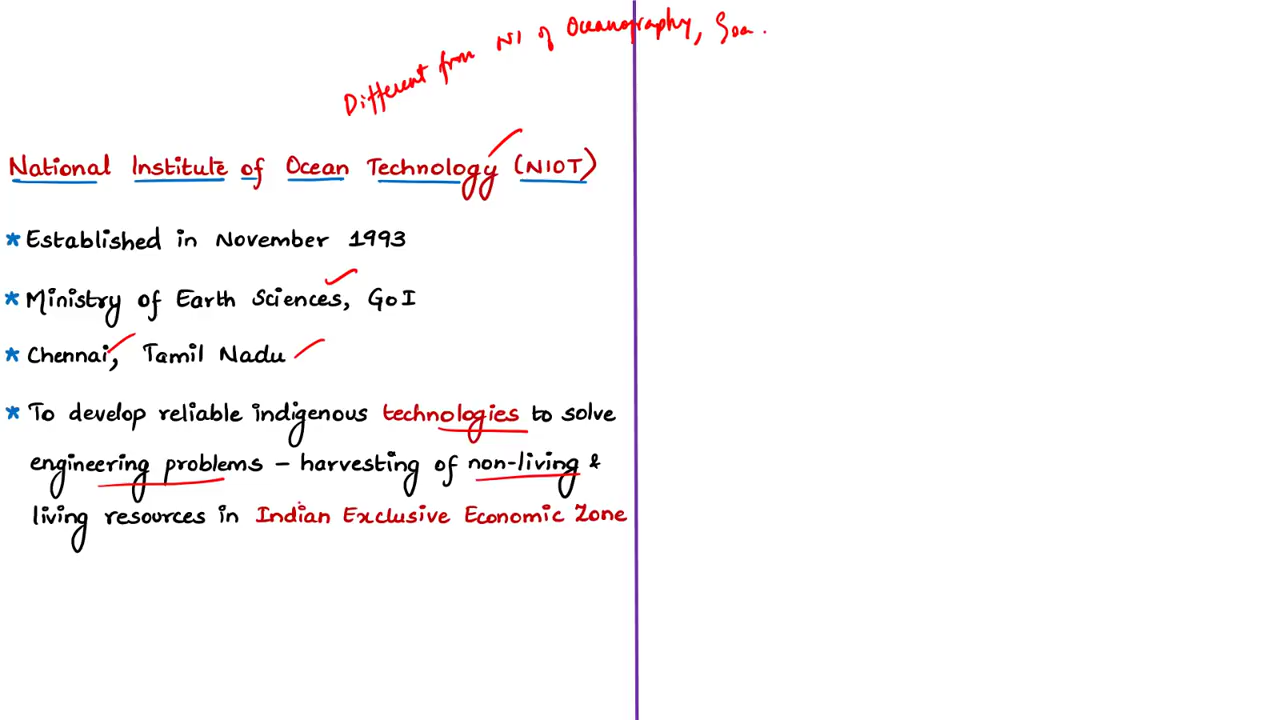 Different from NI of Oceanography, Goa.
National Institute of Ocean Technology (NIOT)
* Established in November 1993
* Ministry of Earth Sciences, GoI
* Chennai, Tamil Nadu
* To develop reliable indigenous technologies to solve
engineering problems – harvesting of non-living &
living resources in Indian Exclusive Economic Zone